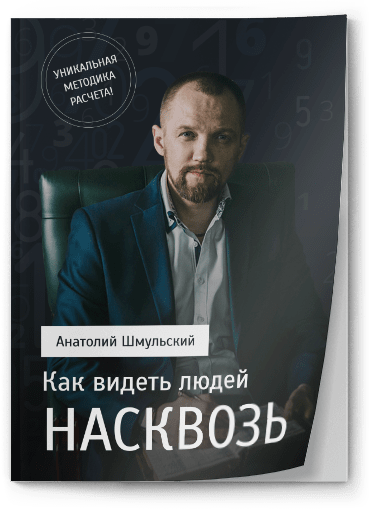 УНИКАЛЬНАЯ
МЕТОДИКА
РАСЧЕТА!
Анатолий Шмульский
Как видеть людей
НАСКВОЗЬ